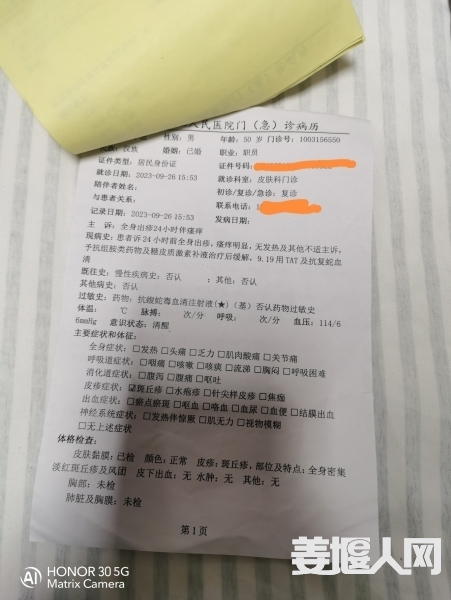 人民医院门（急）诊病历
性别：男 年龄：50 岁 门诊号：1003156550
民族：汉族 婚姻：已婚 职业：职员
证件类型：居民身份证 证件号码：
就诊日期：2023-09-26 15:53 就诊科室：皮肤科门诊
陪伴者姓名： 初诊/复诊/急诊：复诊
与患者关系： 联系电话：
记录日期：2023-09-26 15:53 发病日期：
主 诉：全身出疹24小时伴瘙痒
现病史：患者诉24小时前全身出疹，瘙痒明显，无发热及其他不适主诉，
予抗组胺类药物及糖皮质激素补液治疗后缓解，9.19用TAT及抗蝮蛇血
清
既往史：慢性疾病史：否认 ；其他：否认
其他病史：否认
过敏史：药物：抗蝮蛇毒血清注射液(★)（基）否认药物过敏史
体温： ℃ 脉搏： 次/分 呼吸： 次/分 血压：114/6
6mmHg 意识状态：清醒
主要症状和体征：
全身症状：□发热 □头痛 □乏力 □肌肉酸痛 □关节痛
呼吸道症状：□咽痛 □咳嗽 □咳痰 □流涕 □胸闷 □呼吸困难
消化道症状：□腹泻 □腹痛 □呕吐
皮疹症状：☑斑丘疹 □水疱疹 □针尖样皮疹 □焦痂
出血症状：□瘀点瘀斑 □呕血 □咯血 □血尿 □血便 □结膜出血
神经系统症状：□发热伴惊厥 □肌无力 □视物模糊
□无上述症状
体格检查：
皮肤黏膜：已检 颜色：正常 皮疹：斑丘疹，部位及特点：全身密集
淡红斑丘疹及风团 皮下出血：无 水肿：无 其他：无
胸部：未检
肺脏及胸膜：未检
第1页
HONOR 30 5G
Matrix Camera
姜堰人网